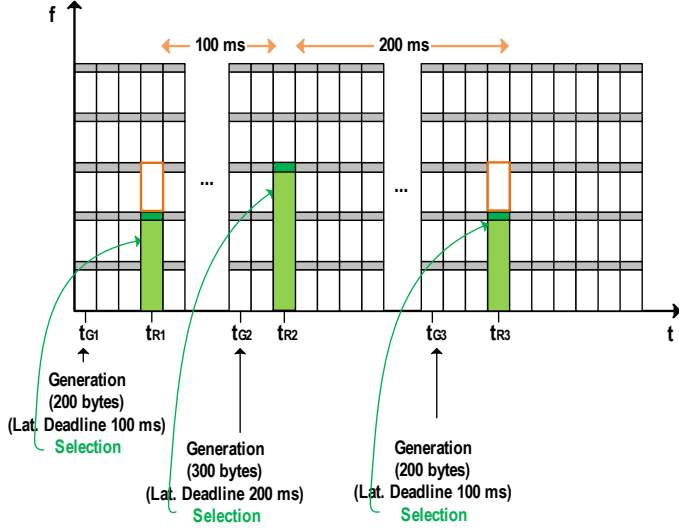 f
100 ms
200 ms
...
...
tG1
tR1
tG2
tR2
tG3
tR3
t
Generation
(200 bytes)
(Lat. Deadline 100 ms)
Selection
Generation
(300 bytes)
(Lat. Deadline 200 ms)
Selection
Generation
(200 bytes)
(Lat. Deadline 100 ms)
Selection